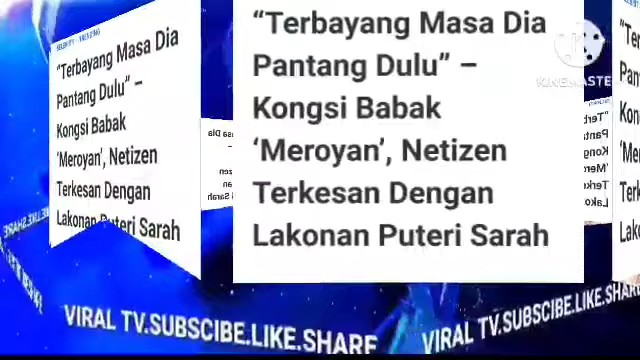 SELEBRITI TRENDING
“Terbayang Masa Dia
Pantang Dulu” –
Kongsi Babak
‘Meroyan’, Netizen
Terkesan Dengan
Lakonan Puteri Sarah
“Terbayang Masa Dia
Pantang Dulu” –
Kongsi Babak
‘Meroyan’, Netizen
Terkesan Dengan
Lakonan Puteri Sarah
KINEMASTER
VIRAL TV.SUBSCIBE.LIKE.SHARE
VIRAL TV.SUBSCIBE.LIKE.SHARE